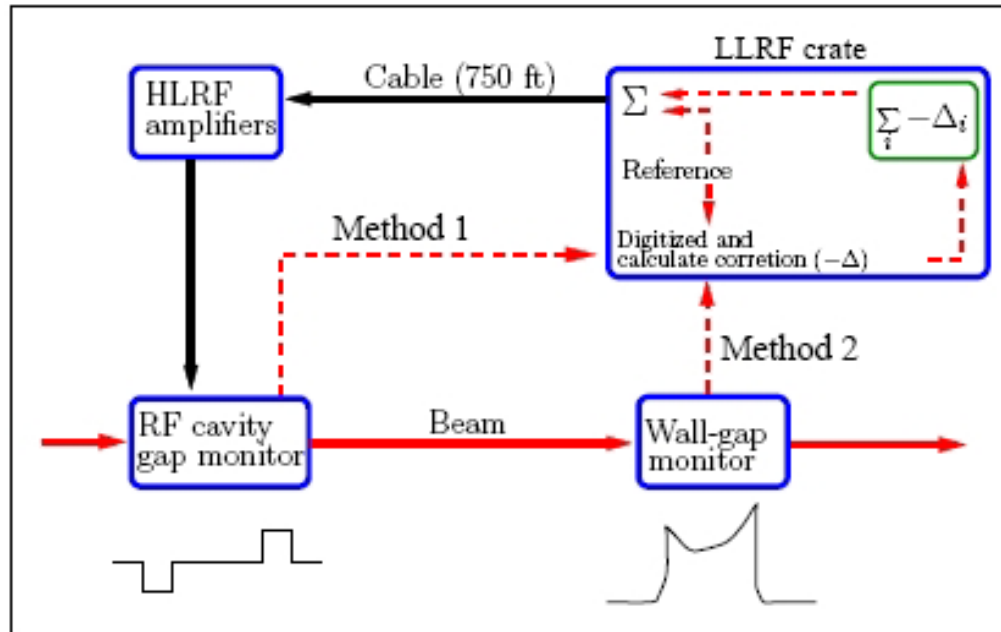 LLRF crate
HLRF
amplifiers
Cable (750 ft)
Σ
Σ −Δᵢ
i
Reference
Digitized and
calculate corretion (−Δ)
Method 1
Method 2
RF cavity
gap monitor
Beam
Wall-gap
monitor